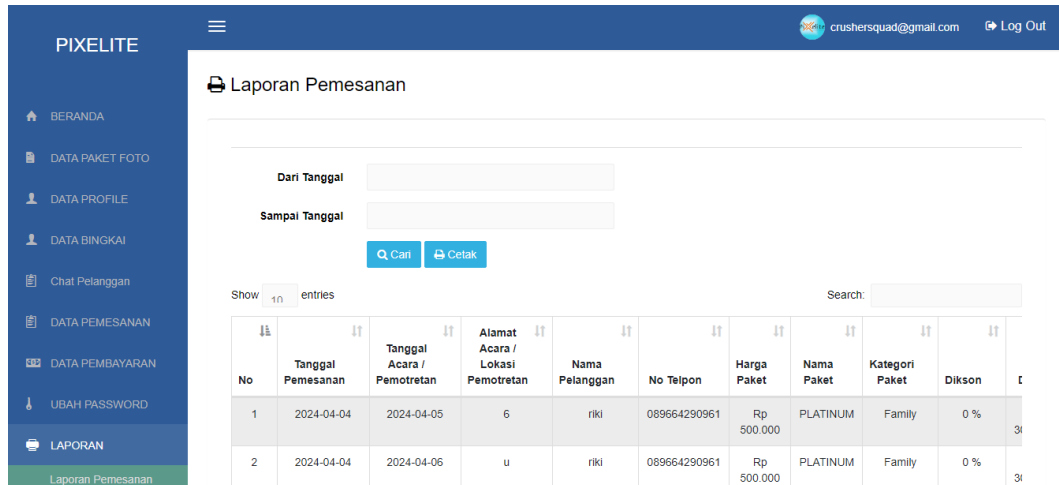 PIXELITE
BERANDA
DATA PAKET FOTO
DATA PROFILE
DATA BINGKAI
Chat Pelanggan
DATA PEMESANAN
DATA PEMBAYARAN
UBAH PASSWORD
LAPORAN
Laporan Pemesanan
crushersquad@gmail.com Log Out
Laporan Pemesanan
Dari Tanggal
Sampai Tanggal
Cari Cetak
Show 10 entries Search:
No Tanggal Pemesanan Tanggal Acara / Pemotretan Alamat Acara / Lokasi Pemotretan Nama Pelanggan No Telpon Harga Paket Nama Paket Kategori Paket Dikson
1 2024-04-04 2024-04-05 6 riki 089664290961 Rp 500.000 PLATINUM Family 0 %
2 2024-04-04 2024-04-06 u riki 089664290961 Rp 500.000 PLATINUM Family 0 %